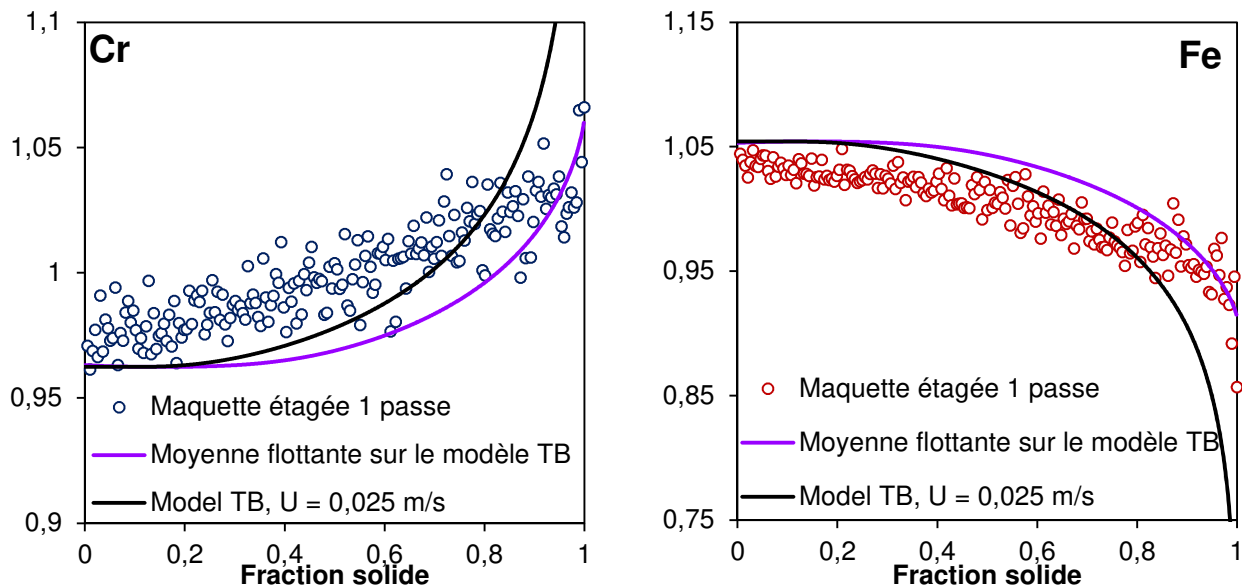 1,1
1,05
1
0,95
0,9
Cr
Maquette étagée 1 passe
Moyenne flottante sur le modèle TB
Model TB, U = 0,025 m/s
0 0,2 0,4 0,6 0,8 1
Fraction solide
1,15
1,05
0,95
0,85
0,75
Fe
Maquette étagée 1 passe
Moyenne flottante sur le modèle TB
Model TB, U = 0,025 m/s
0 0,2 0,4 0,6 0,8 1
Fraction solide